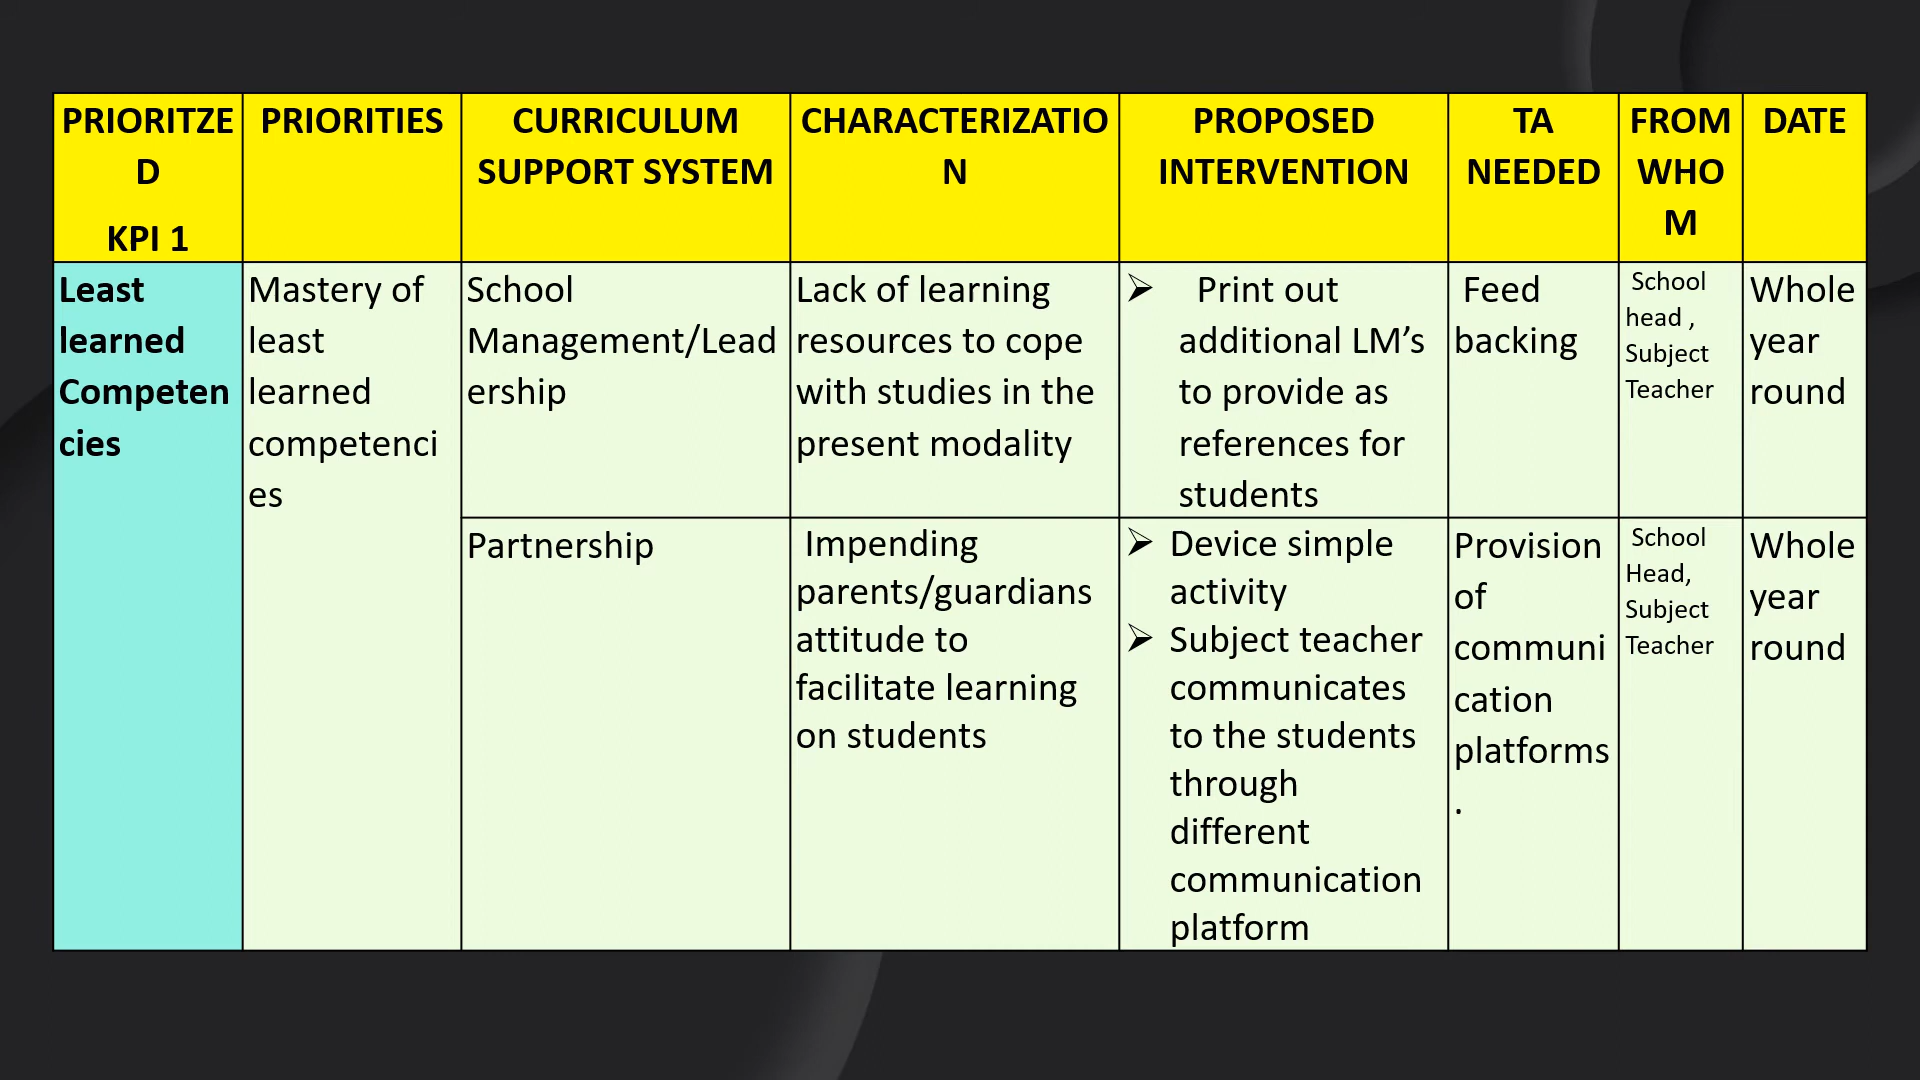 PRIORITZE
D
KPI 1
PRIORITIES
CURRICULUM
SUPPORT SYSTEM
CHARACTERIZATIO
N
PROPOSED
INTERVENTION
TA
NEEDED
FROM
WHO
M
DATE
Least
learned
Competen
cies
Mastery of
least
learned
competenci
es
School
Management/Lead
ership
Lack of learning
resources to cope
with studies in the
present modality
➢ Print out
additional LM’s
to provide as
references for
students
Feed
backing
School
head ,
Subject
Teacher
Whole
year
round
Partnership
Impending
parents/guardians
attitude to
facilitate learning
on students
➢ Device simple
activity
➢ Subject teacher
communicates
to the students
through
different
communication
platform
Provision
of
communi
cation
platforms
.
School
Head,
Subject
Teacher
Whole
year
round